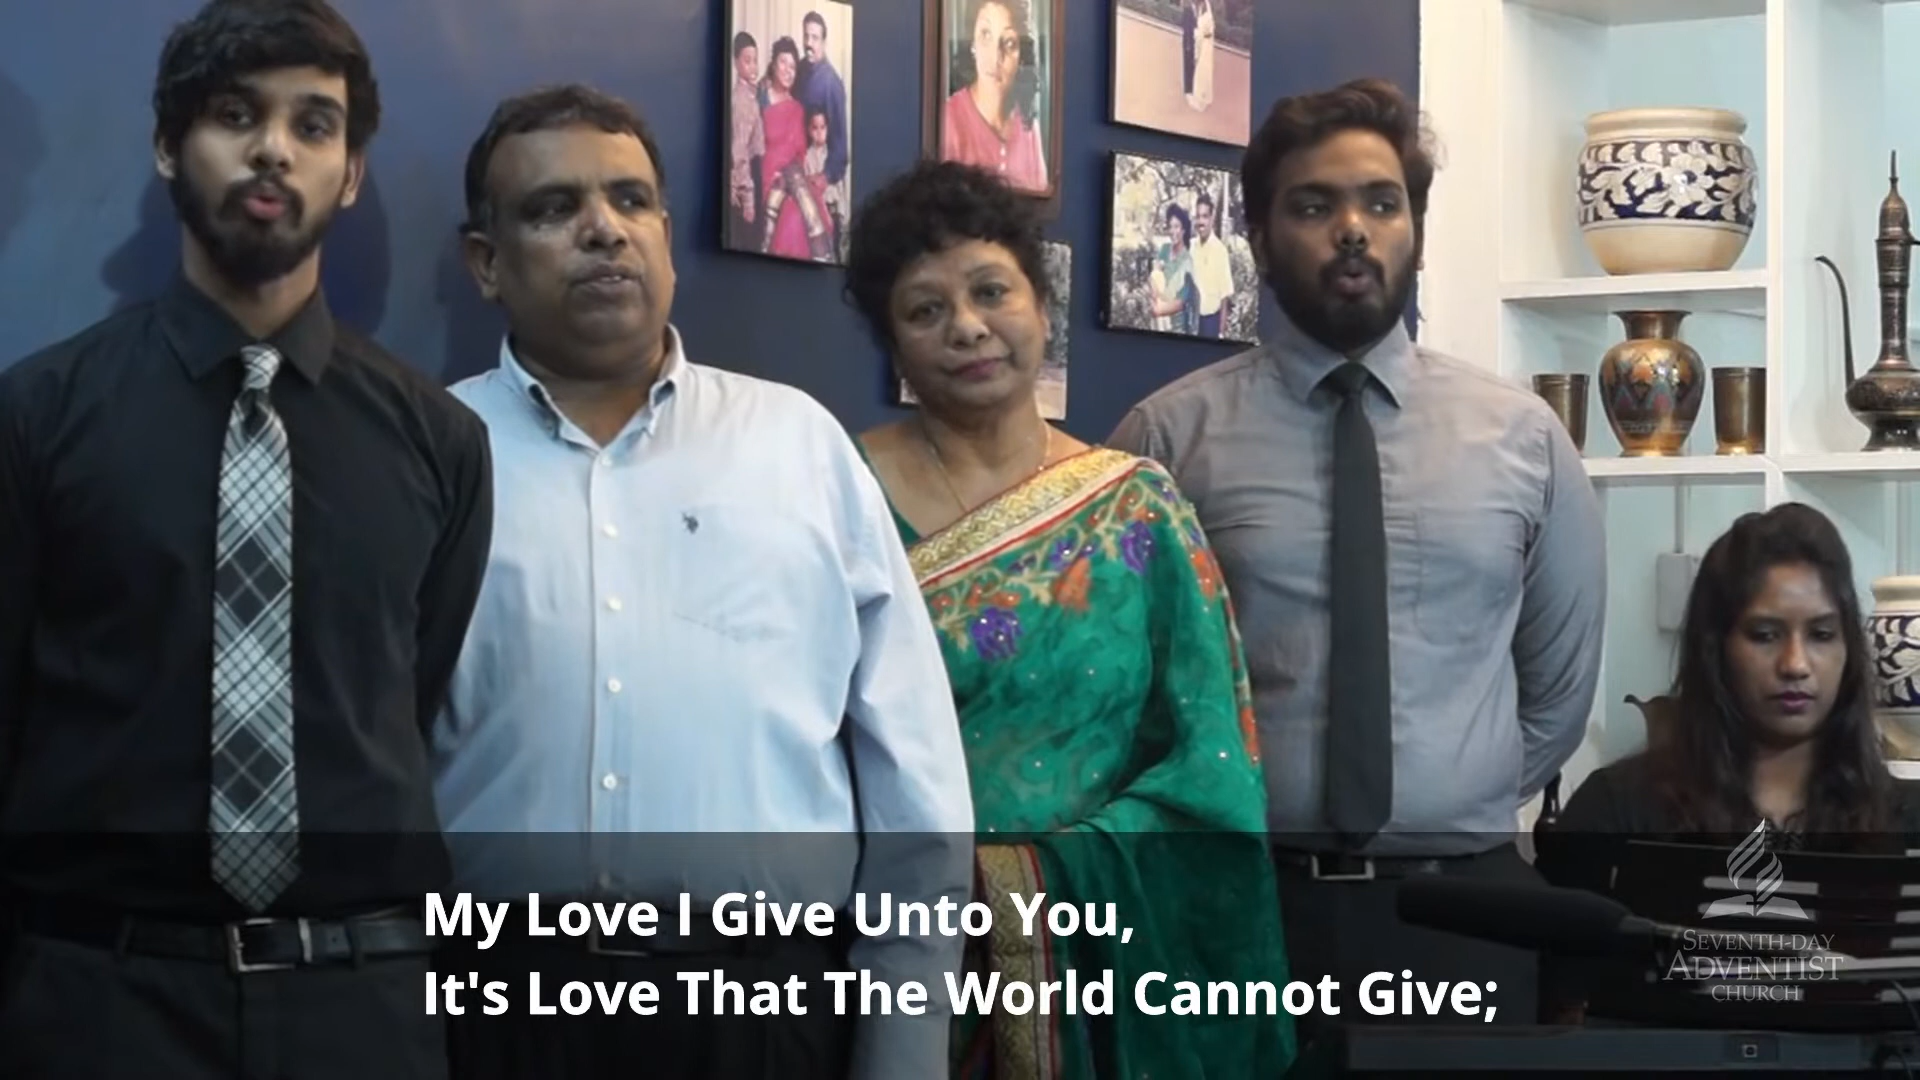 My Love I Give Unto You,
It's Love That The World Cannot Give;
SEVENTH-DAY
ADVENTIST
CHURCH